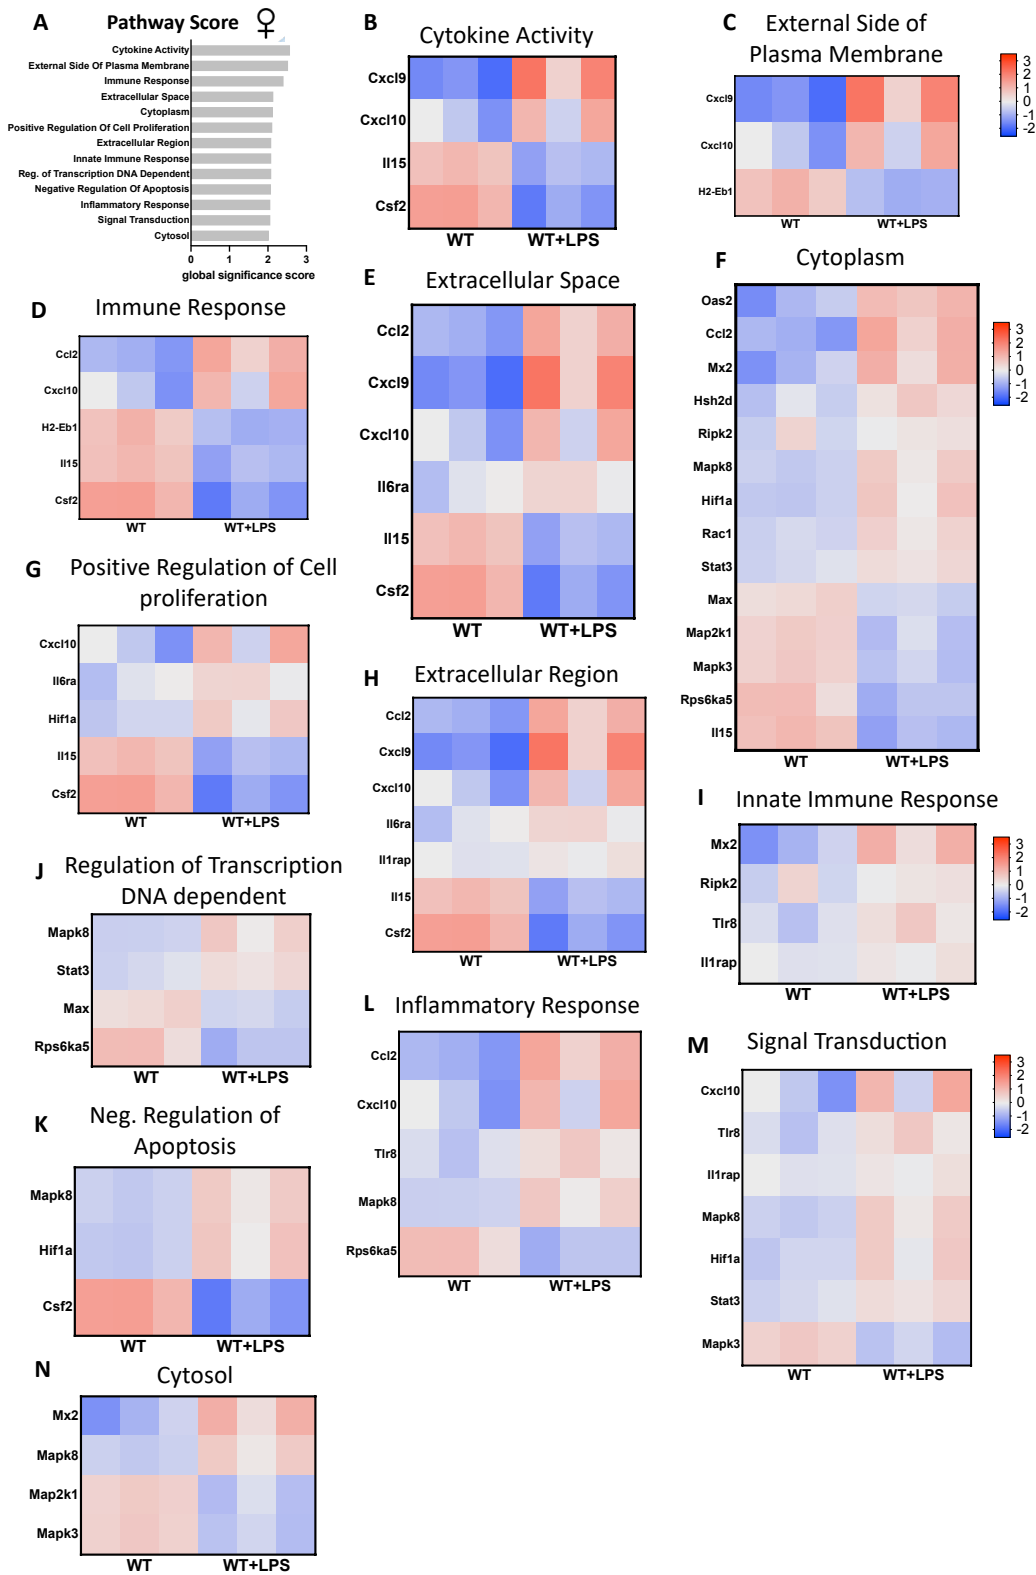 A Pathway Score ♀
Cytokine Activity
External Side Of Plasma Membrane
Immune Response
Extracellular Space
Cytoplasm
Positive Regulation Of Cell Proliferation
Extracellular Region
Innate Immune Response
Reg. of Transcription DNA Dependent
Negative Regulation Of Apoptosis
Inflammatory Response
Signal Transduction
Cytosol
0 1 2 3
global significance score
B Cytokine Activity
Cxcl9
Cxcl10
Il15
Csf2
WT WT+LPS
C External Side of
Plasma Membrane
Cxcl9
Cxcl10
H2-Eb1
WT WT+LPS
3
2
1
0
-1
-2
D Immune Response
Ccl2
Cxcl10
H2-Eb1
Il15
Csf2
WT WT+LPS
E Extracellular Space
Ccl2
Cxcl9
Cxcl10
Il6ra
Il15
Csf2
WT WT+LPS
F Cytoplasm
Oas2
Ccl2
Mx2
Hsh2d
Ripk2
Mapk8
Hif1a
Rac1
Stat3
Max
Map2k1
Mapk3
Rps6ka5
Il15
WT WT+LPS
3
2
1
0
-1
-2
G Positive Regulation of Cell
proliferation
Cxcl10
Il6ra
Hif1a
Il15
Csf2
WT WT+LPS
H Extracellular Region
Ccl2
Cxcl9
Cxcl10
Il6ra
Il1rap
Il15
Csf2
WT WT+LPS
I Innate Immune Response
Mx2
Ripk2
Tlr8
Il1rap
WT WT+LPS
3
2
1
0
-1
-2
J Regulation of Transcription
DNA dependent
Mapk8
Stat3
Max
Rps6ka5
WT WT+LPS
K Neg. Regulation of
Apoptosis
Mapk8
Hif1a
Csf2
WT WT+LPS
L Inflammatory Response
Ccl2
Cxcl10
Tlr8
Mapk8
Rps6ka5
WT WT+LPS
M Signal Transduction
Cxcl10
Tlr8
Il1rap
Mapk8
Hif1a
Stat3
Mapk3
WT WT+LPS
3
2
1
0
-1
-2
N Cytosol
Mx2
Mapk8
Map2k1
Mapk3
WT WT+LPS